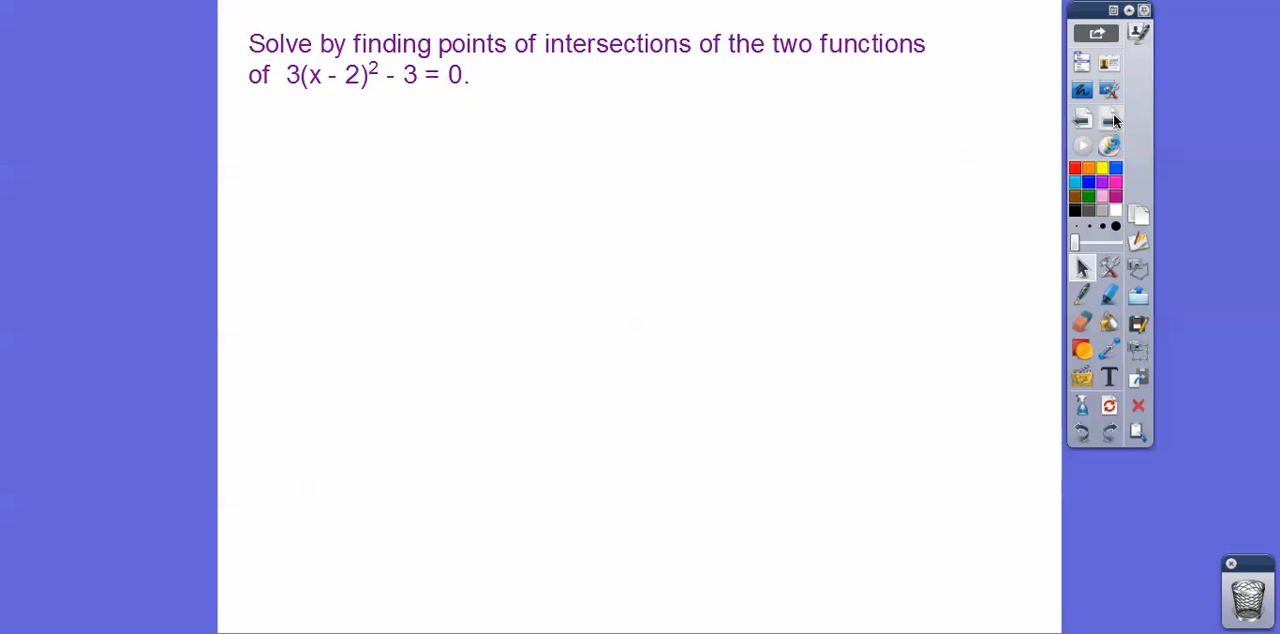 Solve by finding points of intersections of the two functions
of 3(x - 2)² - 3 = 0.